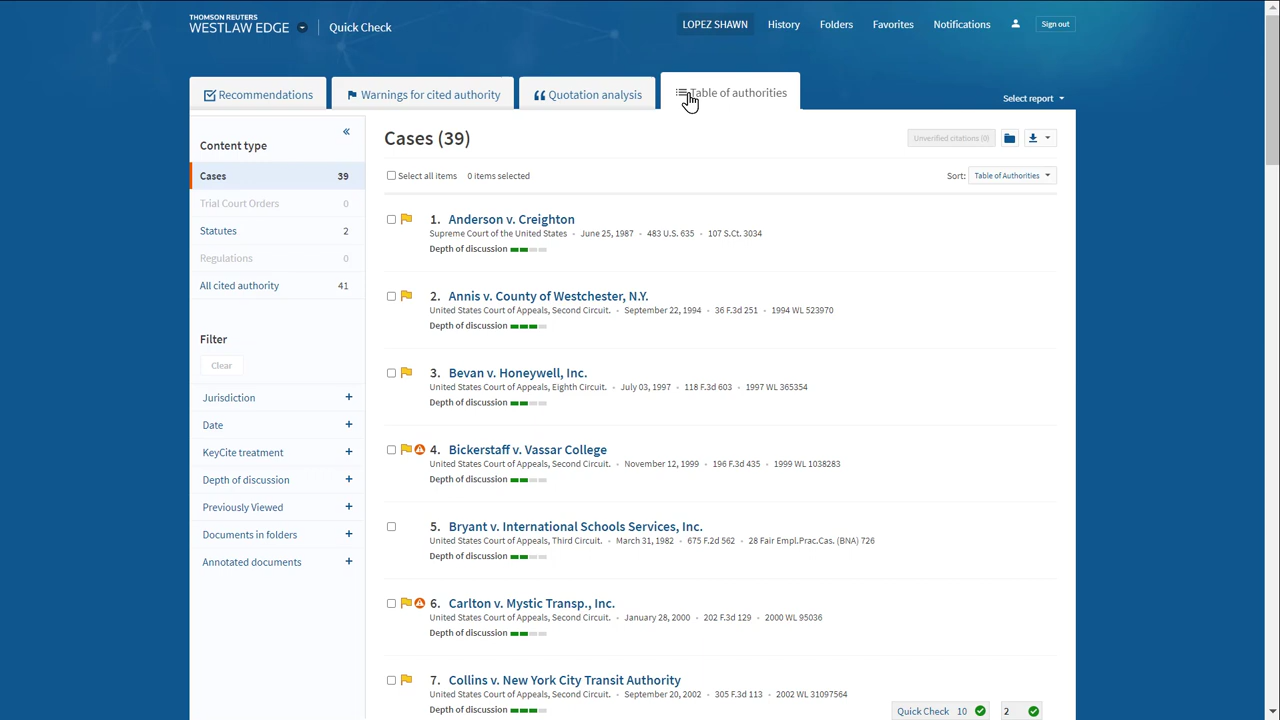 THOMSON REUTERS
WESTLAW EDGE
Quick Check
LOPEZ SHAWN
History
Folders
Favorites
Notifications
Sign out
Recommendations
Warnings for cited authority
Quotation analysis
Table of authorities
Select report
Content type
Cases 39
Trial Court Orders 0
Statutes 2
Regulations 0
All cited authority 41
Filter
Clear
Jurisdiction +
Date +
KeyCite treatment +
Depth of discussion +
Previously Viewed +
Documents in folders +
Annotated documents +
Cases (39)
Unverified citations (0)
Select all items 0 items selected
Sort: Table of Authorities
1. Anderson v. Creighton
Supreme Court of the United States • June 25, 1987 • 483 U.S. 635 • 107 S.Ct. 3034
Depth of discussion
2. Annis v. County of Westchester, N.Y.
United States Court of Appeals, Second Circuit. • September 22, 1994 • 36 F.3d 251 • 1994 WL 523970
Depth of discussion
3. Bevan v. Honeywell, Inc.
United States Court of Appeals, Eighth Circuit. • July 03, 1997 • 118 F.3d 603 • 1997 WL 365354
Depth of discussion
4. Bickerstaff v. Vassar College
United States Court of Appeals, Second Circuit. • November 12, 1999 • 196 F.3d 435 • 1999 WL 1038283
Depth of discussion
5. Bryant v. International Schools Services, Inc.
United States Court of Appeals, Third Circuit. • March 31, 1982 • 675 F.2d 562 • 28 Fair Empl.Prac.Cas. (BNA) 726
Depth of discussion
6. Carlton v. Mystic Transp., Inc.
United States Court of Appeals, Second Circuit. • January 28, 2000 • 202 F.3d 129 • 2000 WL 95036
Depth of discussion
7. Collins v. New York City Transit Authority
United States Court of Appeals, Second Circuit. • September 20, 2002 • 305 F.3d 113 • 2002 WL 31097564
Depth of discussion
Quick Check 10
2